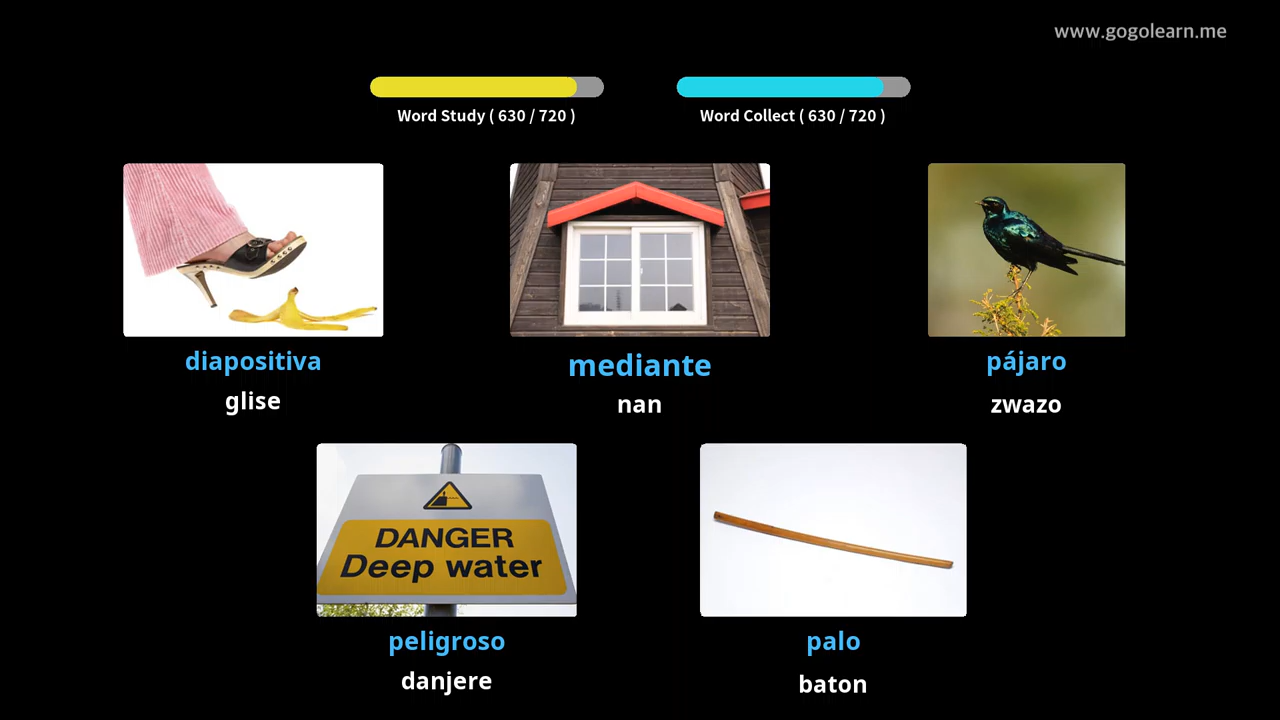 www.gogolearn.me
Word Study ( 630 / 720 )
Word Collect ( 630 / 720 )
diapositiva
glise
mediante
nan
pájaro
zwazo
DANGER
Deep water
peligroso
danjere
palo
baton